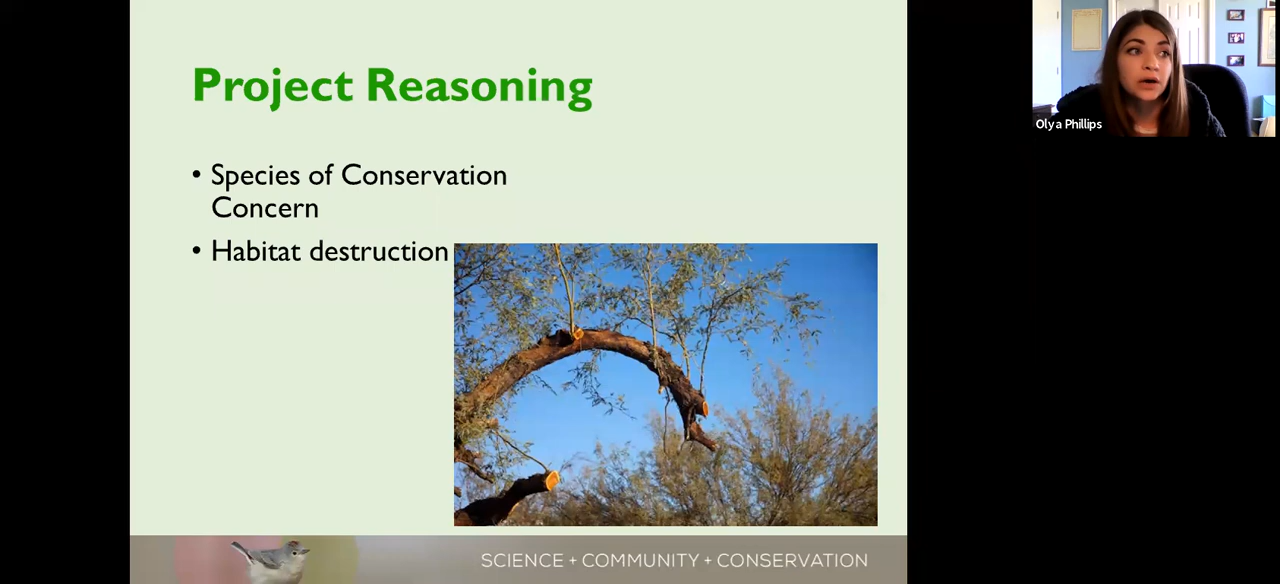 Project Reasoning
• Species of Conservation
Concern
• Habitat destruction
SCIENCE + COMMUNITY + CONSERVATION
Olya Phillips